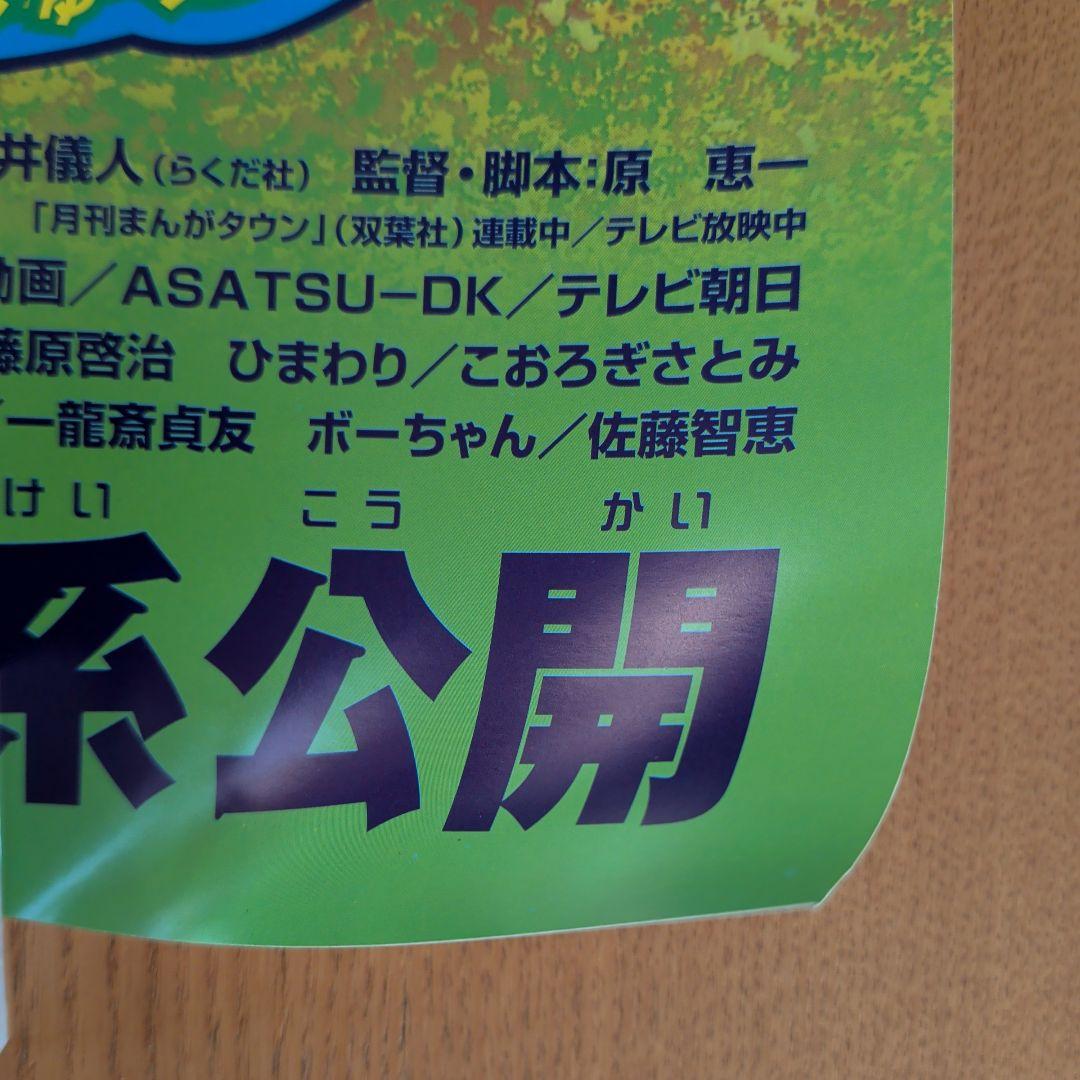 井儀人(らくだ社) 監督・脚本:原 恵一
「月刊まんがタウン」(双葉社)連載中/テレビ放映中
動画/ASATSU-DK/テレビ朝日
藤原啓治 ひまわり/こおろぎさとみ
/一龍斎貞友 ボーちゃん/佐藤智恵
けい こう かい
系公開